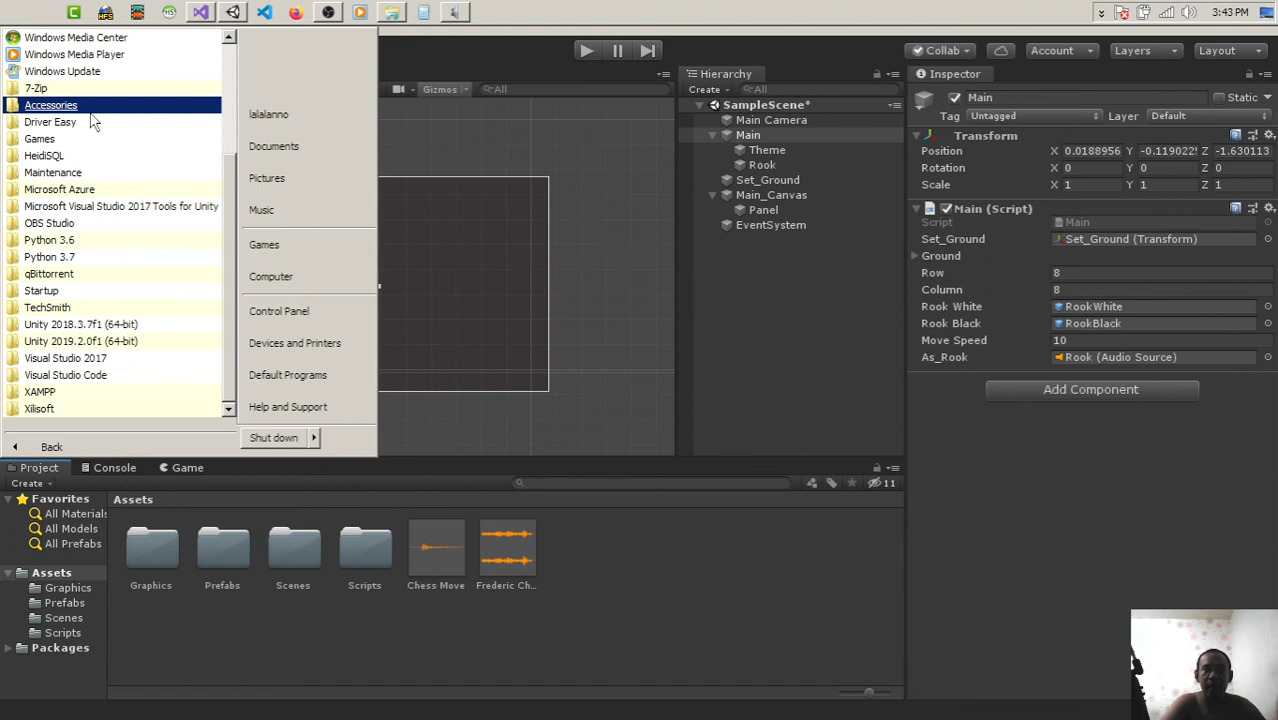 3:43 PM
Windows Media Center
Windows Media Player
Windows Update
7-Zip
Accessories
Driver Easy
Games
HeidiSQL
Maintenance
Microsoft Azure
Microsoft Visual Studio 2017 Tools for Unity
OBS Studio
Python 3.6
Python 3.7
qBittorrent
Startup
TechSmith
Unity 2018.3.7f1 (64-bit)
Unity 2019.2.0f1 (64-bit)
Visual Studio 2017
Visual Studio Code
XAMPP
Xilisoft
Back
lalalanno
Documents
Pictures
Music
Games
Computer
Control Panel
Devices and Printers
Default Programs
Help and Support
Shut down
Collab
Account
Layers
Layout
Gizmos
All
Hierarchy
Create
All
SampleScene*
Main Camera
Main
Theme
Rook
Set_Ground
Main_Canvas
Panel
EventSystem
Inspector
Main
Static
Tag Untagged Layer Default
Transform
Position X 0.0188956 Y -0.119022 Z -1.630113
Rotation X 0 Y 0 Z 0
Scale X 1 Y 1 Z 1
Main (Script)
Script Main
Set_Ground Set_Ground (Transform)
Ground
Row 8
Column 8
Rook White RookWhite
Rook Black RookBlack
Move Speed 10
As_Rook Rook (Audio Source)
Add Component
Project Console Game
Create
11
Favorites
All Materials
All Models
All Prefabs
Assets
Graphics
Prefabs
Scenes
Scripts
Packages
Assets
Graphics
Prefabs
Scenes
Scripts
Chess Move
Frederic Ch...